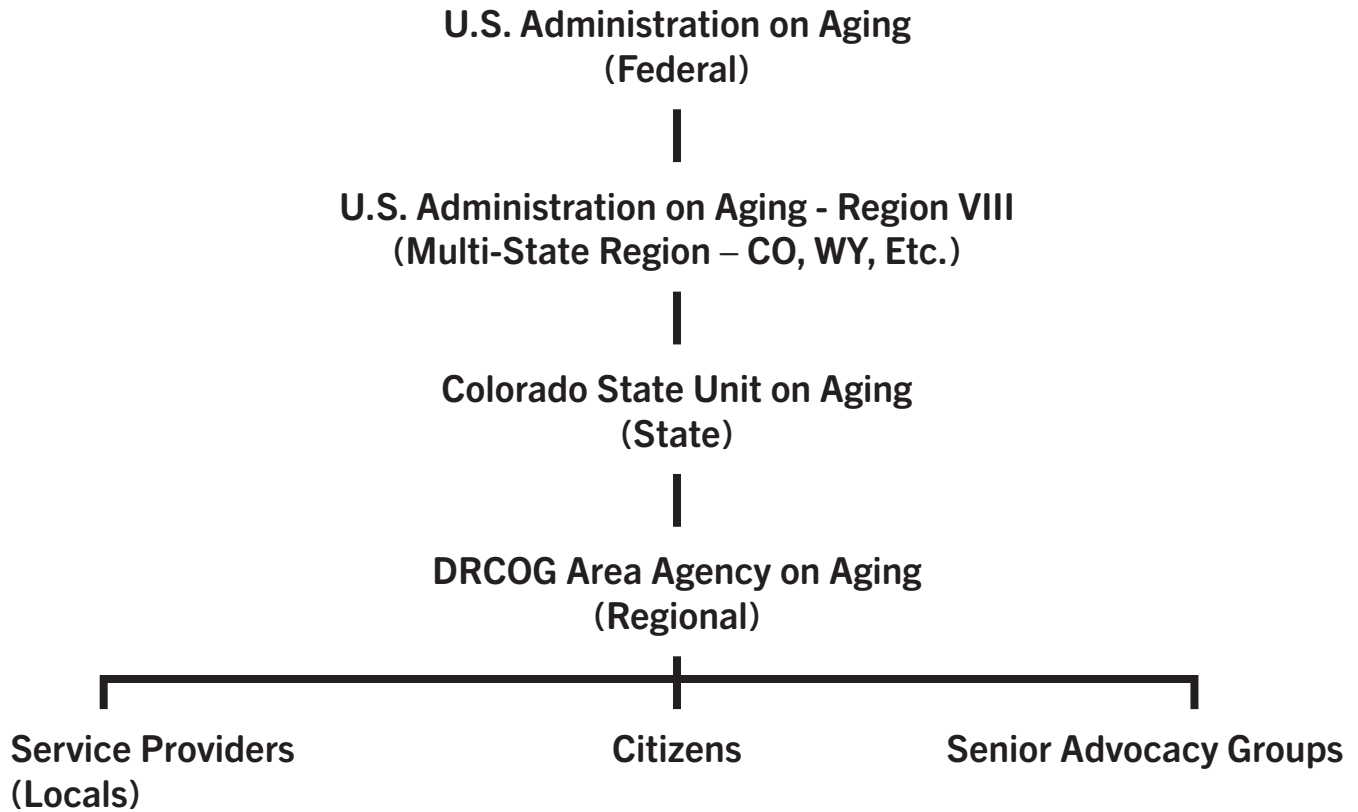 U.S. Administration on Aging
(Federal)
U.S. Administration on Aging - Region VIII
(Multi-State Region – CO, WY, Etc.)
Colorado State Unit on Aging
(State)
DRCOG Area Agency on Aging
(Regional)
Service Providers
(Locals)
Citizens
Senior Advocacy Groups